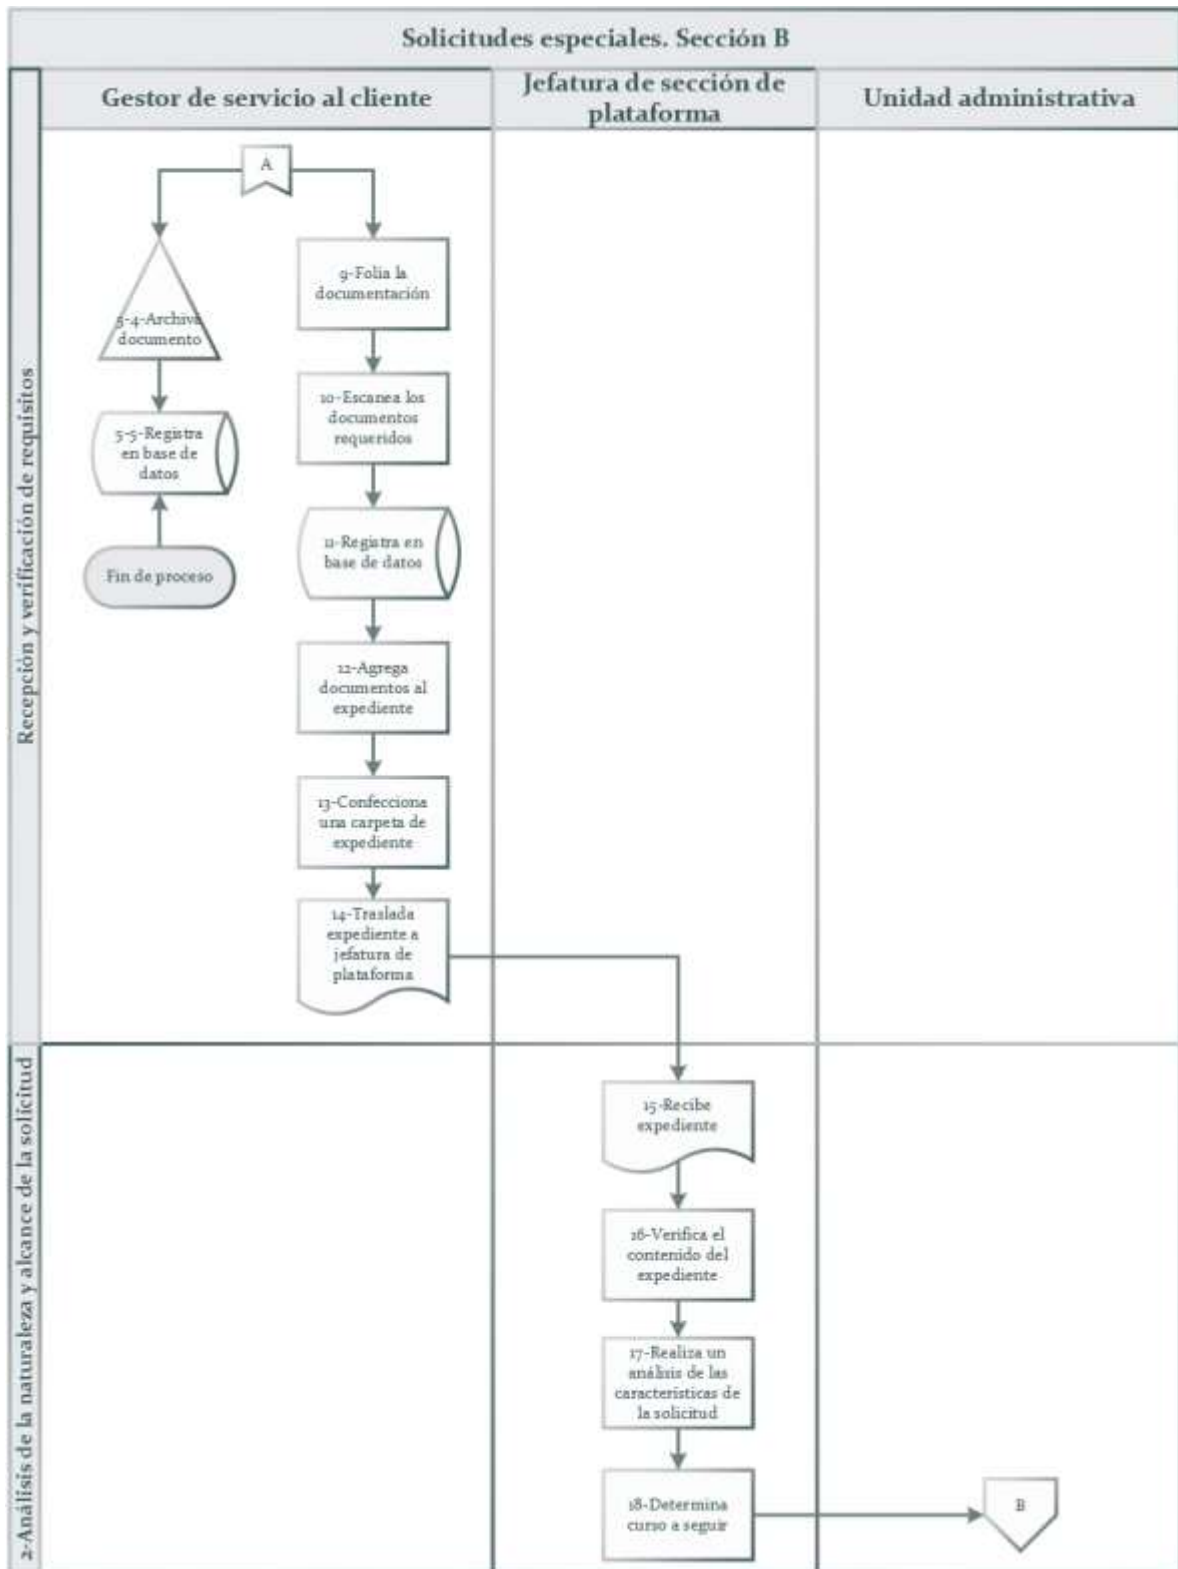 Solicitudes especiales. Sección B
Gestor de servicio al cliente
Jefatura de sección de
plataforma
Unidad administrativa
Recepción y verificación de requisitos
A
5-4-Archiva
documento
5-5-Registra
en base de
datos
Fin de proceso
9-Folia la
documentación
10-Escanea los
documentos
requeridos
11-Registra en
base de datos
12-Agrega
documentos al
expediente
13-Confecciona
una carpeta de
expediente
14-Traslada
expediente a
jefatura de
plataforma
2-Análisis de la naturaleza y alcance de la solicitud
15-Recibe
expediente
16-Verifica el
contenido del
expediente
17-Realiza un
análisis de las
características de
la solicitud
18-Determina
curso a seguir
B